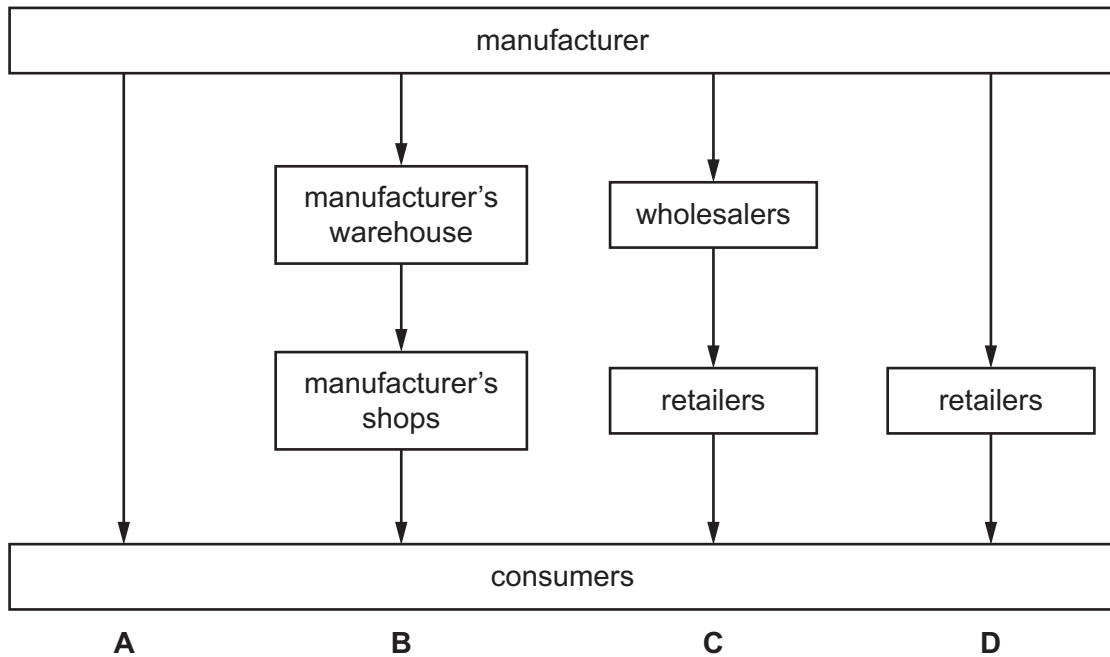 manufacturer
manufacturer’s
warehouse
wholesalers
manufacturer’s
shops
retailers
retailers
consumers
A B C D